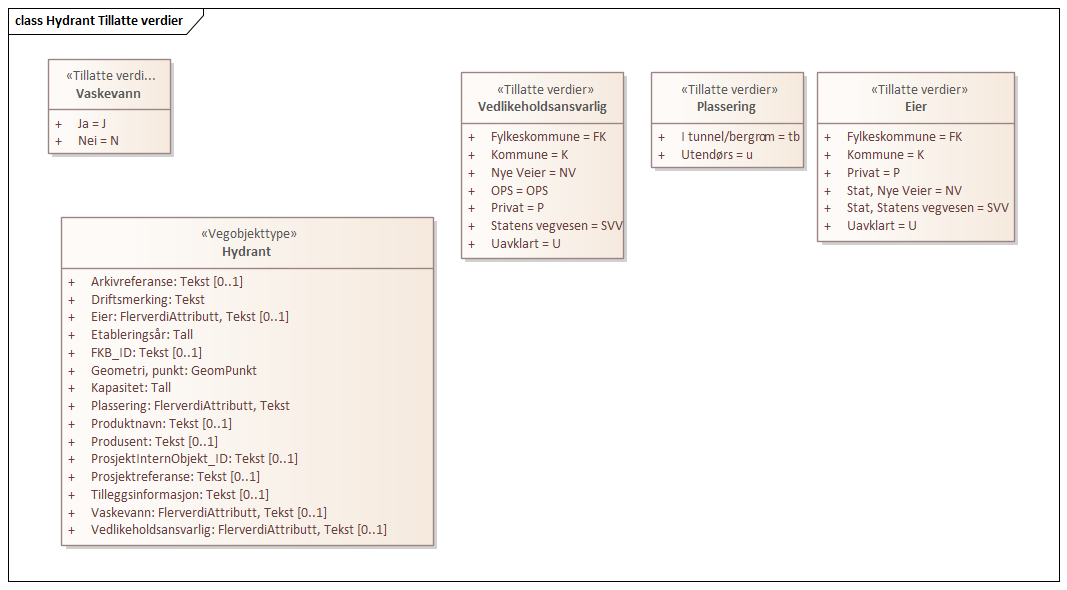 class Hydrant Tillatte verdier
«Tillatte verdi...
Vaskevann
+ Ja = J
+ Nei = N
«Tillatte verdier»
Vedlikeholdsansvarlig
+ Fylkeskommune = FK
+ Kommune = K
+ Nye Veier = NV
+ OPS = OPS
+ Privat = P
+ Statens vegvesen = SVV
+ Uavklart = U
«Tillatte verdier»
Plassering
+ I tunnel/bergrom = tb
+ Utendørs = u
«Tillatte verdier»
Eier
+ Fylkeskommune = FK
+ Kommune = K
+ Privat = P
+ Stat, Nye Veier = NV
+ Stat, Statens vegvesen = SVV
+ Uavklart = U
«Vegobjekttype»
Hydrant
+ Arkivreferanse: Tekst [0..1]
+ Driftsmerking: Tekst
+ Eier: FlerverdiAttributt, Tekst [0..1]
+ Etableringsår: Tall
+ FKB_ID: Tekst [0..1]
+ Geometri, punkt: GeomPunkt
+ Kapasitet: Tall
+ Plassering: FlerverdiAttributt, Tekst
+ Produktnavn: Tekst [0..1]
+ Produsent: Tekst [0..1]
+ ProsjektInternObjekt_ID: Tekst [0..1]
+ Prosjektreferanse: Tekst [0..1]
+ Tilleggsinformasjon: Tekst [0..1]
+ Vaskevann: FlerverdiAttributt, Tekst [0..1]
+ Vedlikeholdsansvarlig: FlerverdiAttributt, Tekst [0..1]